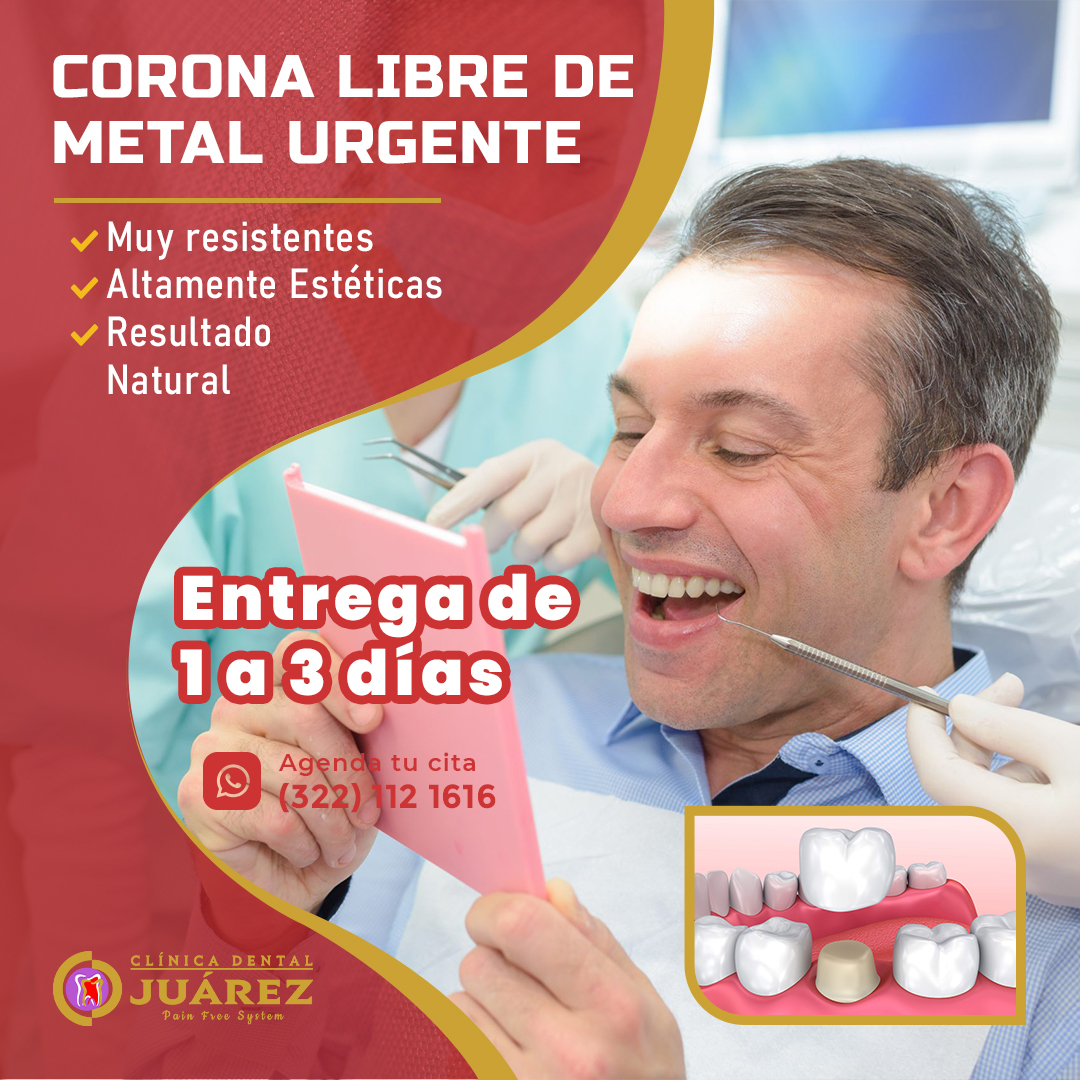 CORONA LIBRE DE
METAL URGENTE
Muy resistentes
Altamente Estéticas
Resultado
Natural
Entrega de
1 a 3 días
Agenda tu cita
(322) 112 1616
CLÍNICA DENTAL
JUÁREZ
Pain Free System